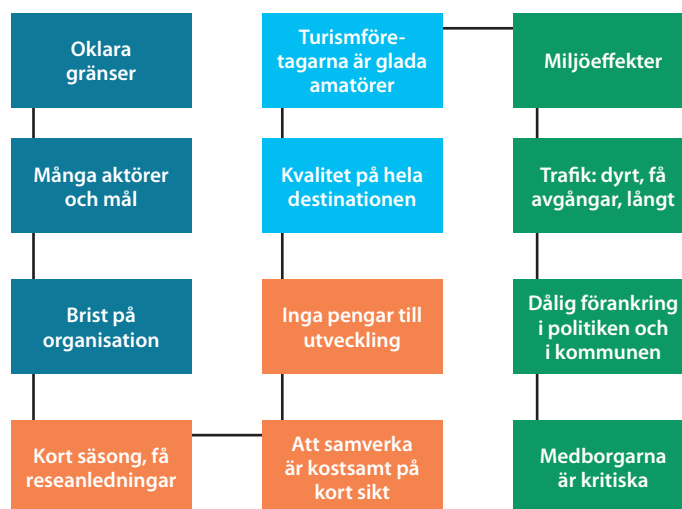 Oklara
gränser
Många aktörer
och mål
Brist på
organisation
Kort säsong, få
reseanledningar
Att samverka
är kostsamt på
kort sikt
Inga pengar till
utveckling
Kvalitet på hela
destinationen
Turismföre-
tagarna är glada
amatörer
Miljöeffekter
Trafik: dyrt, få
avgångar, långt
Dålig förankring
i politiken och
i kommunen
Medborgarna
är kritiska